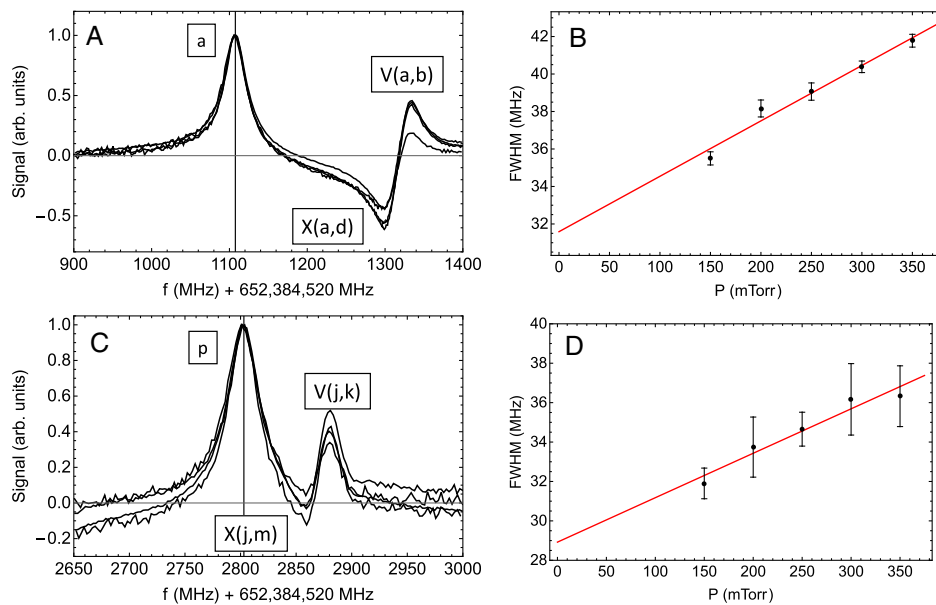 A
a
V(a,b)
X(a,d)
1.0
0.5
0.0
−0.5
Signal (arb. units)
900 1000 1100 1200 1300 1400
f (MHz) + 652,384,520 MHz
B
42
40
38
36
34
32
FWHM (MHz)
0 50 100 150 200 250 300 350
P (mTorr)
C
p
V(j,k)
X(j,m)
1.0
0.8
0.6
0.4
0.2
0.0
−0.2
Signal (arb. units)
2650 2700 2750 2800 2850 2900 2950 3000
f (MHz) + 652,384,520 MHz
D
40
38
36
34
32
30
28
FWHM (MHz)
0 50 100 150 200 250 300 350
P (mTorr)